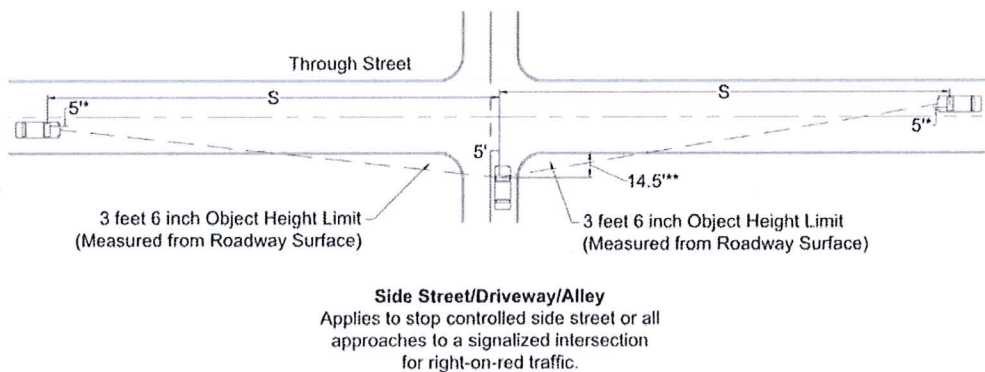 Through Street
S
S
5'*
5'*
5'
14.5'**
3 feet 6 inch Object Height Limit
(Measured from Roadway Surface)
3 feet 6 inch Object Height Limit
(Measured from Roadway Surface)
Side Street/Driveway/Alley
Applies to stop controlled side street or all
approaches to a signalized intersection
for right-on-red traffic.